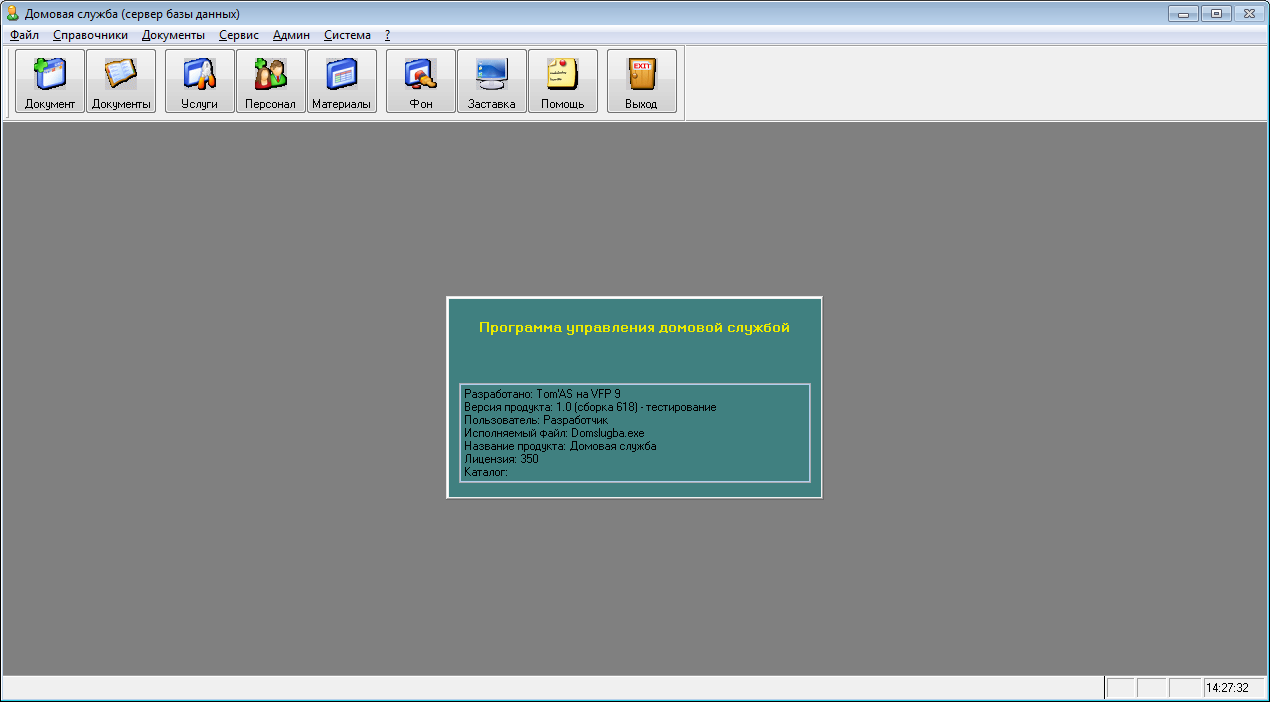 Домовая служба (сервер базы данных)
Файл Справочники Документы Сервис Админ Система ?
Документ Документы Услуги Персонал Материалы Фон Заставка Помощь EXIT Выход
Программа управления домовой службой
Разработано: Tom'AS на VFP 9
Версия продукта: 1.0 (сборка 618) - тестирование
Пользователь: Разработчик
Исполняемый файл: Domslugba.exe
Название продукта: Домовая служба
Лицензия: 350
Каталог:
14:27:32